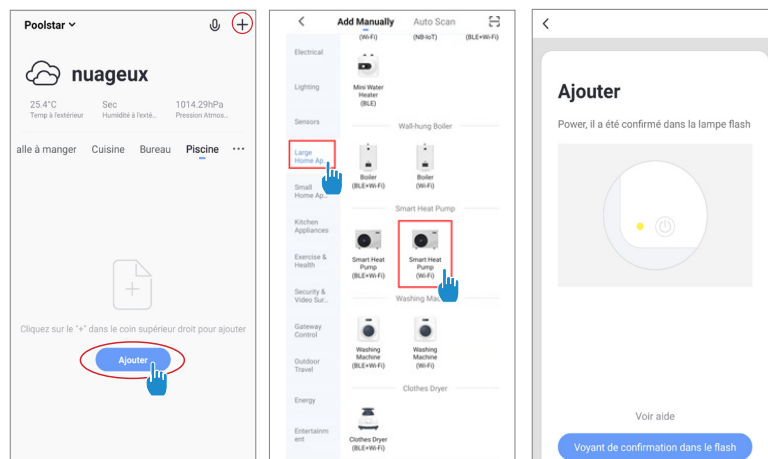 Poolstar
nuageux
25.4°C Sec 1014.29hPa
Temp à l'extérieur Humidité à l'exté... Pression Atmos...
alle à manger Cuisine Bureau Piscine ...
Cliquez sur le "+" dans le coin supérieur droit pour ajouter
Ajouter
Add Manually Auto Scan
(Wi-Fi) (NB-IoT) (BLE+Wi-Fi)
Electrical
Lighting
Sensors
Large
Home Ap...
Small
Home Ap...
Kitchen
Appliances
Exercise &
Health
Security &
Video Sur...
Gateway
Control
Outdoor
Travel
Energy
Entertainm
ent
Mini Water
Heater
(BLE)
Wall-hung Boiler
Boiler
(BLE+Wi-Fi)
Boiler
(Wi-Fi)
Smart Heat Pump
Smart Heat
Pump
(BLE+Wi-Fi)
Smart Heat
Pump
(Wi-Fi)
Washing Mac
Washing
Machine
(BLE+Wi-Fi)
Washing
Machine
(Wi-Fi)
Clothes Dryer
Clothes Dryer
(BLE+Wi-Fi)
Ajouter
Power, il a été confirmé dans la lampe flash
Voir aide
Voyant de confirmation dans le flash